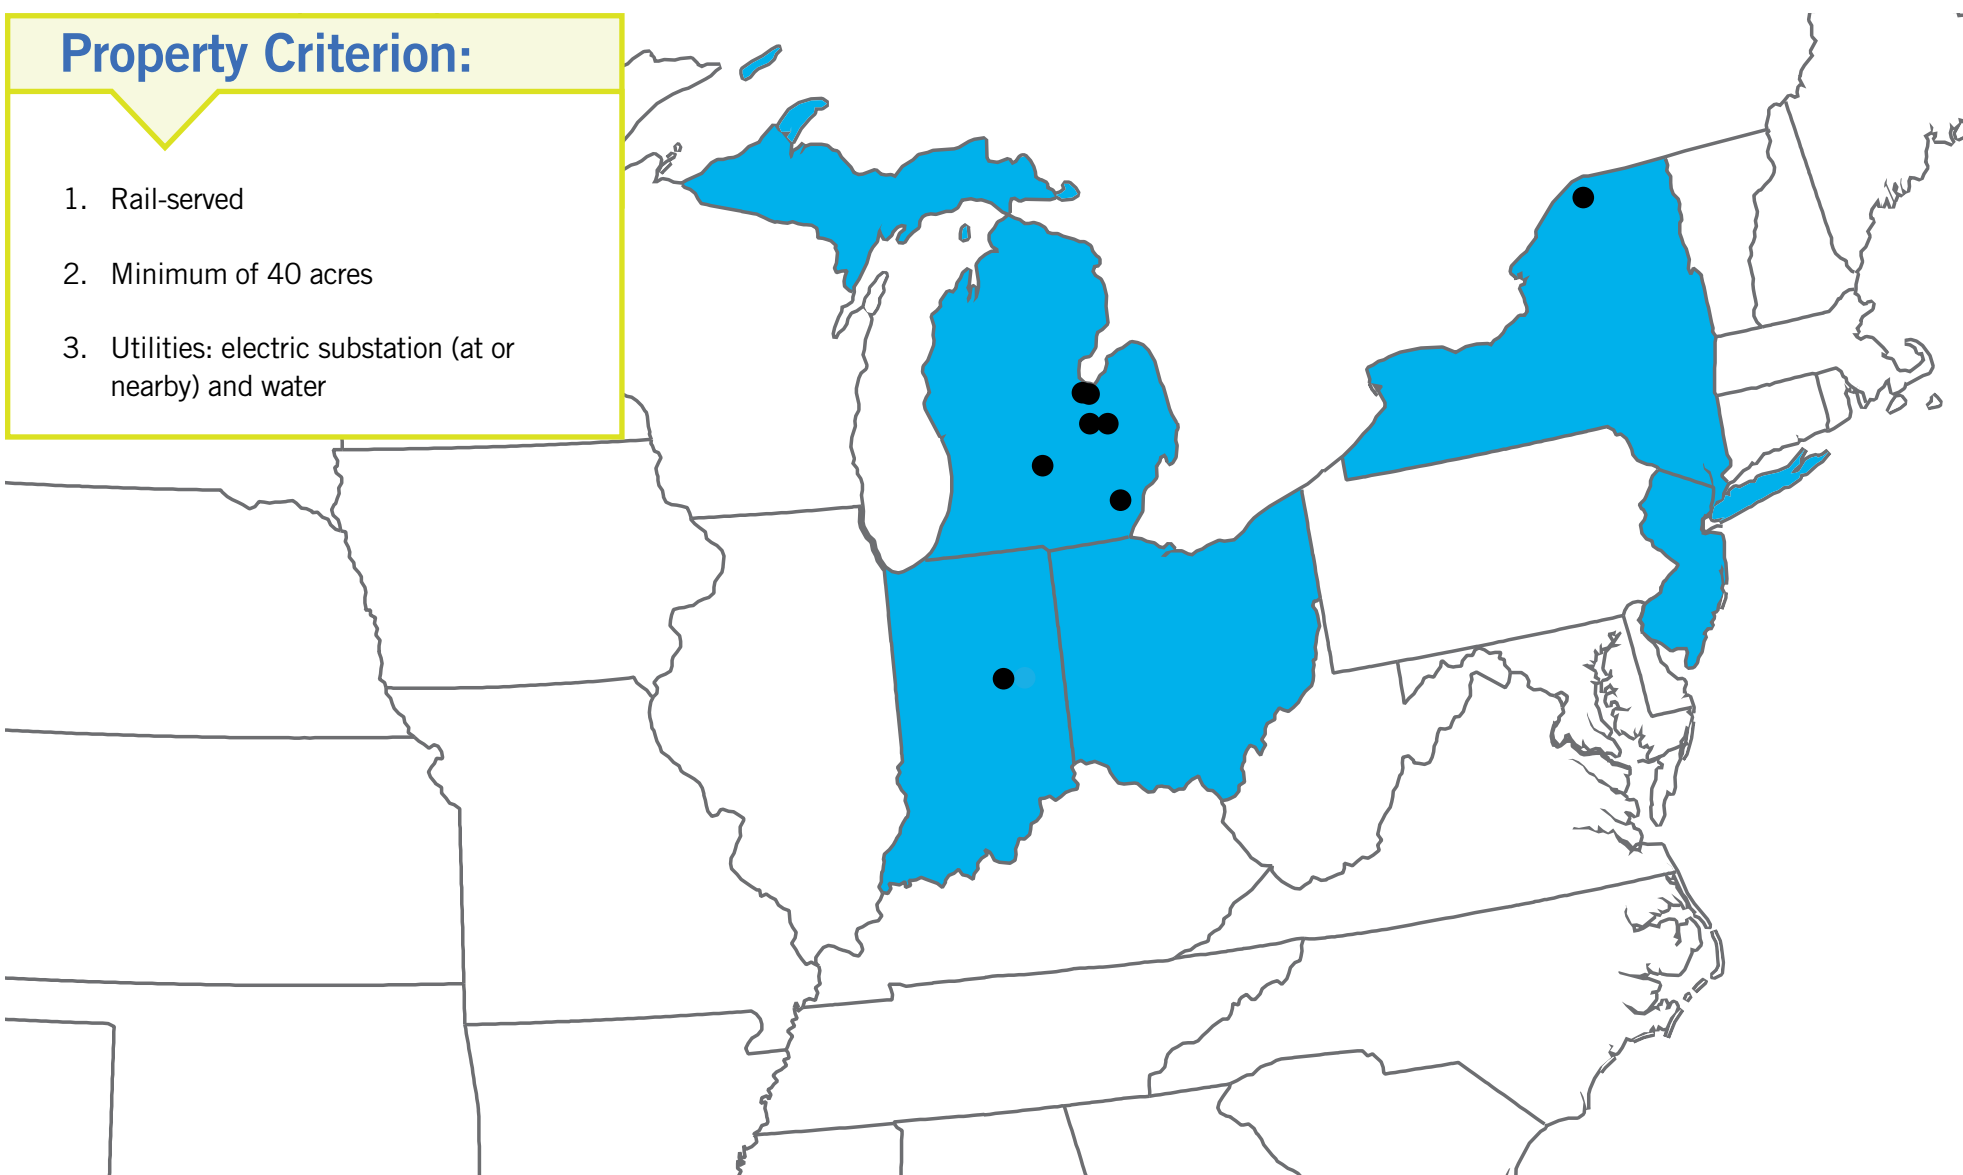 Property Criterion:
1. Rail-served
2. Minimum of 40 acres
3. Utilities: electric substation (at or
nearby) and water